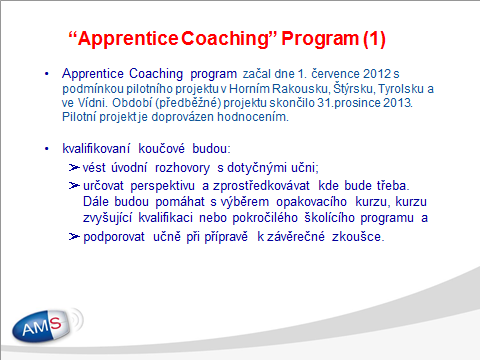 “Apprentice Coaching” Program (1)
• Apprentice Coaching program začal dne 1. července 2012 s
podmínkou pilotního projektu v Horním Rakousku, Štýrsku, Tyrolsku a
ve Vídni. Období (předběžné) projektu skončilo 31.prosince 2013.
Pilotní projekt je doprovázen hodnocením.
• kvalifikovaní koučové budou:
➢ vést úvodní rozhovory s dotyčnými učni;
➢ určovat perspektivu a zprostředkovávat kde bude třeba.
Dále budou pomáhat s výběrem opakovacího kurzu, kurzu
zvyšující kvalifikaci nebo pokročilého školícího programu a
➢ podporovat učně při přípravě k závěrečné zkoušce.
AMS